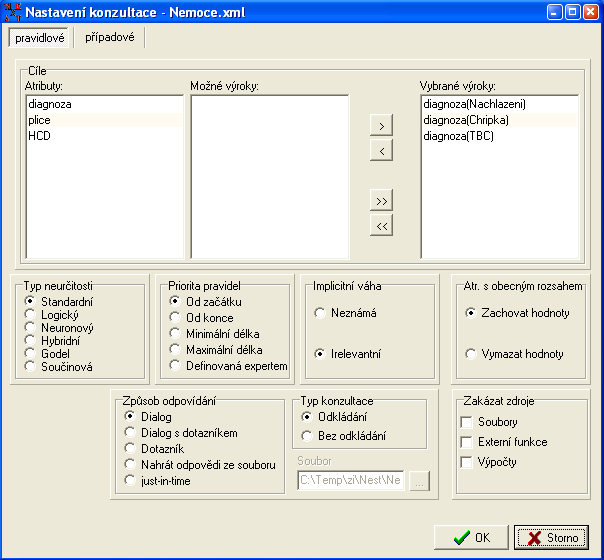 Nastavení konzultace - Nemoce.xml
pravidlové
případové
Cíle
Atributy:
Možné výroky:
Vybrané výroky:
diagnoza
plice
HCD
>
<
>>
<<
diagnoza(Nachlazeni)
diagnoza(Chripka)
diagnoza(TBC)
Typ neurčitosti
Standardní
Logický
Neuronový
Hybridní
Godel
Součinová
Priorita pravidel
Od začátku
Od konce
Minimální délka
Maximální délka
Definovaná expertem
Implicitní váha
Neznámá
Irelevantní
Atr. s obecným rozsahem
Zachovat hodnoty
Vymazat hodnoty
Způsob odpovídání
Dialog
Dialog s dotazníkem
Dotazník
Nahrát odpovědi ze souboru
just-in-time
Typ konzultace
Odkládání
Bez odkládání
Soubor
C:\Temp\zi\Nest\Ne
...
Zakázat zdroje
Soubory
Externí funkce
Výpočty
OK
Storno